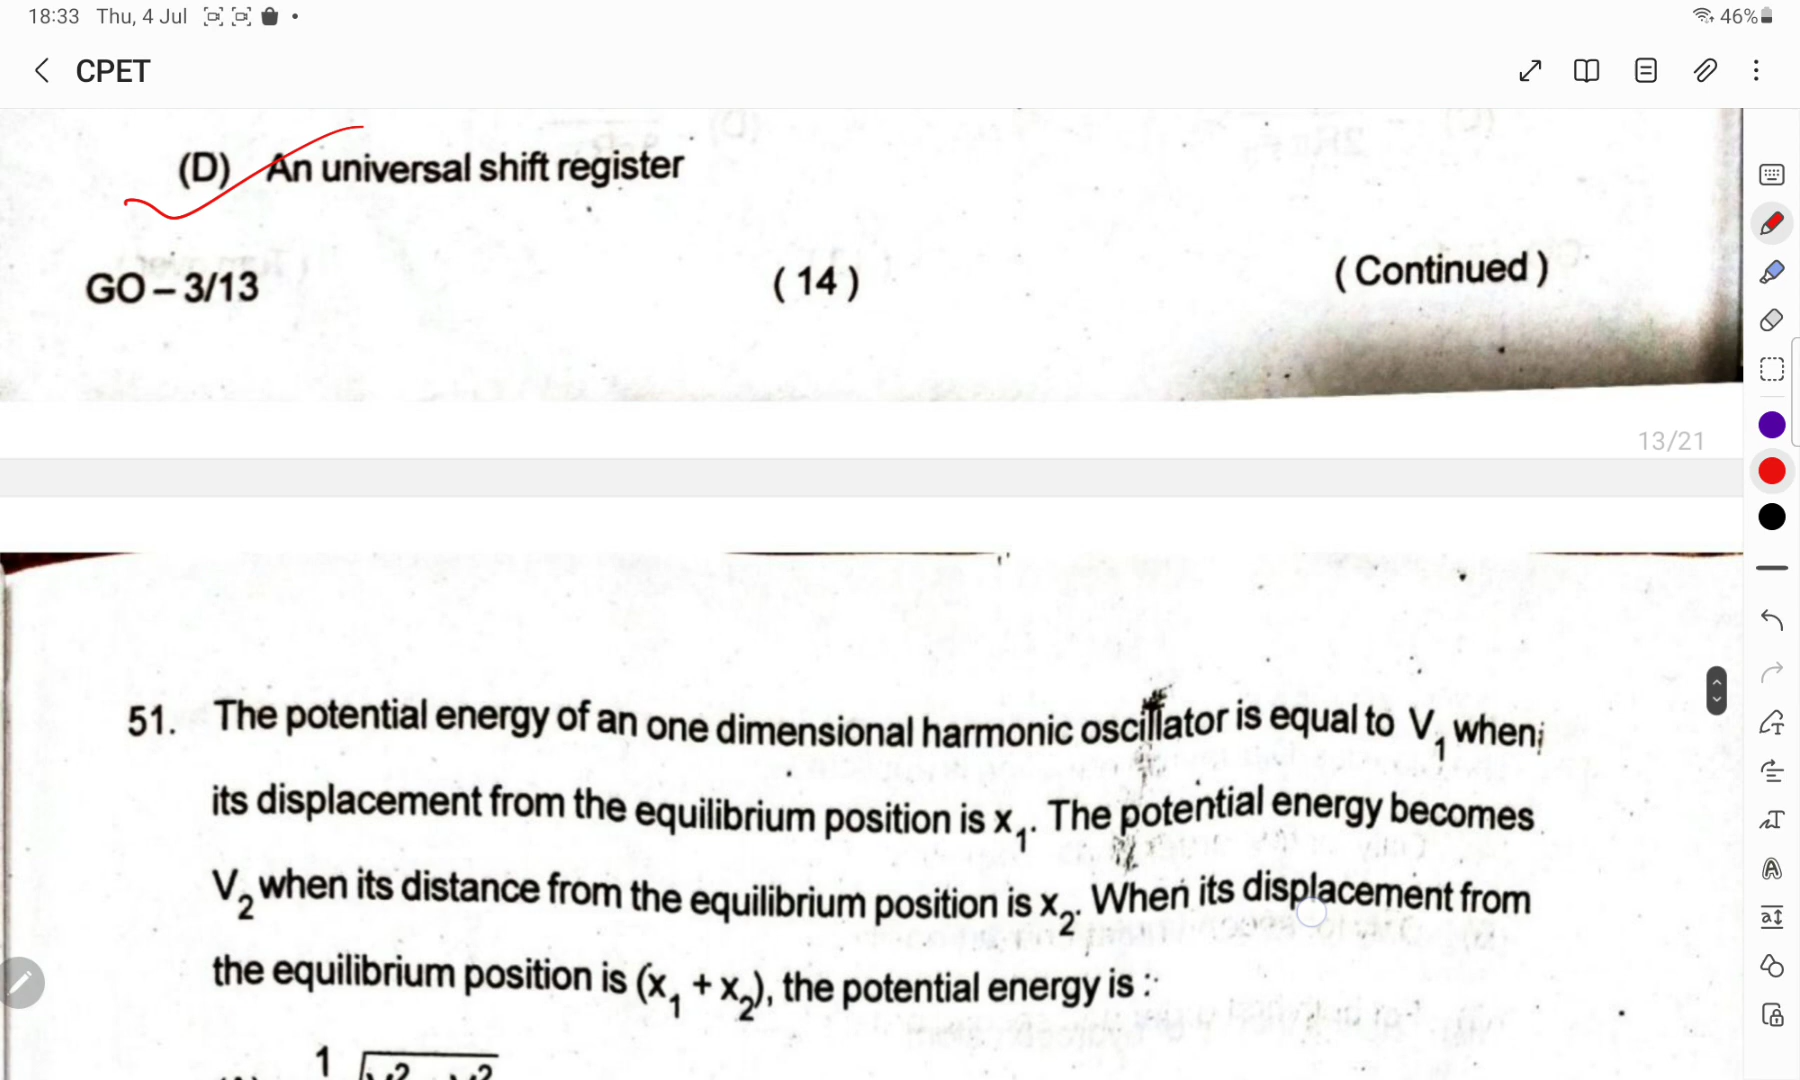 18:33 Thu, 4 Jul
46%
CPET
(D) An universal shift register
GO – 3/13 ( 14 ) ( Continued )
13/21
51. The potential energy of an one dimensional harmonic oscillator is equal to V1 when
its displacement from the equilibrium position is x1. The potential energy becomes
V2 when its distance from the equilibrium position is x2. When its displacement from
the equilibrium position is (x1 + x2), the potential energy is :
1